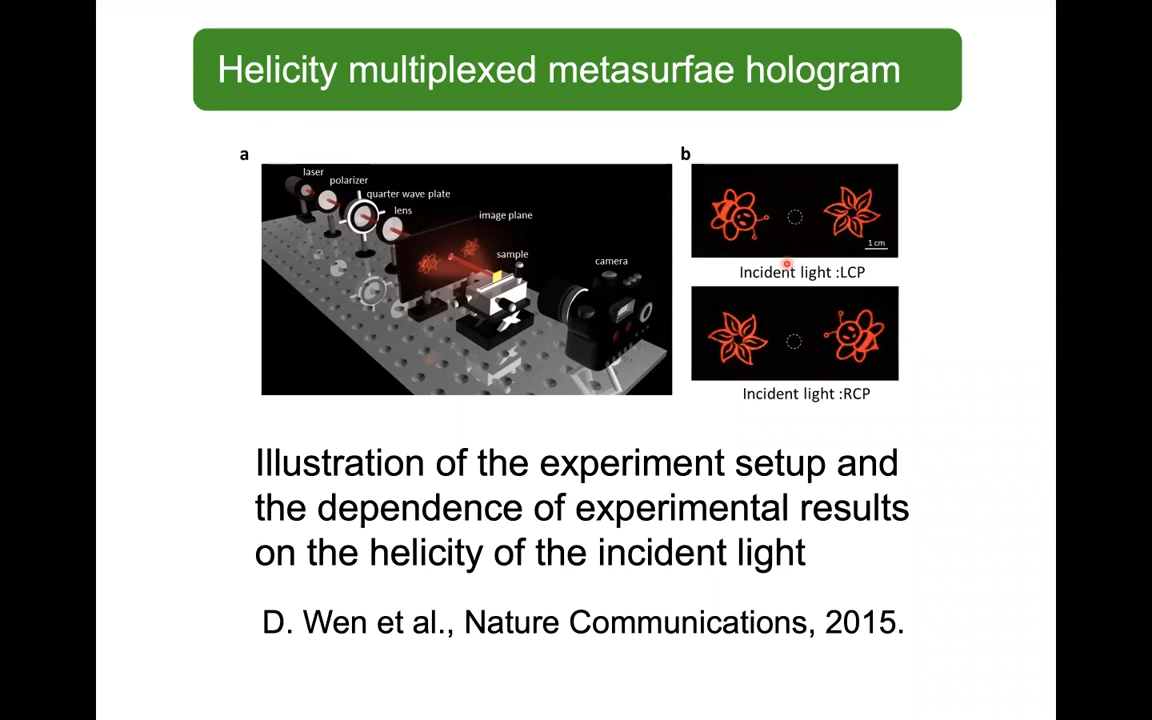 Helicity multiplexed metasurfae hologram
a
laser
polarizer
quarter wave plate
lens
image plane
sample
camera
b
1 cm
Incident light :LCP
Incident light :RCP
Illustration of the experiment setup and
the dependence of experimental results
on the helicity of the incident light
D. Wen et al., Nature Communications, 2015.